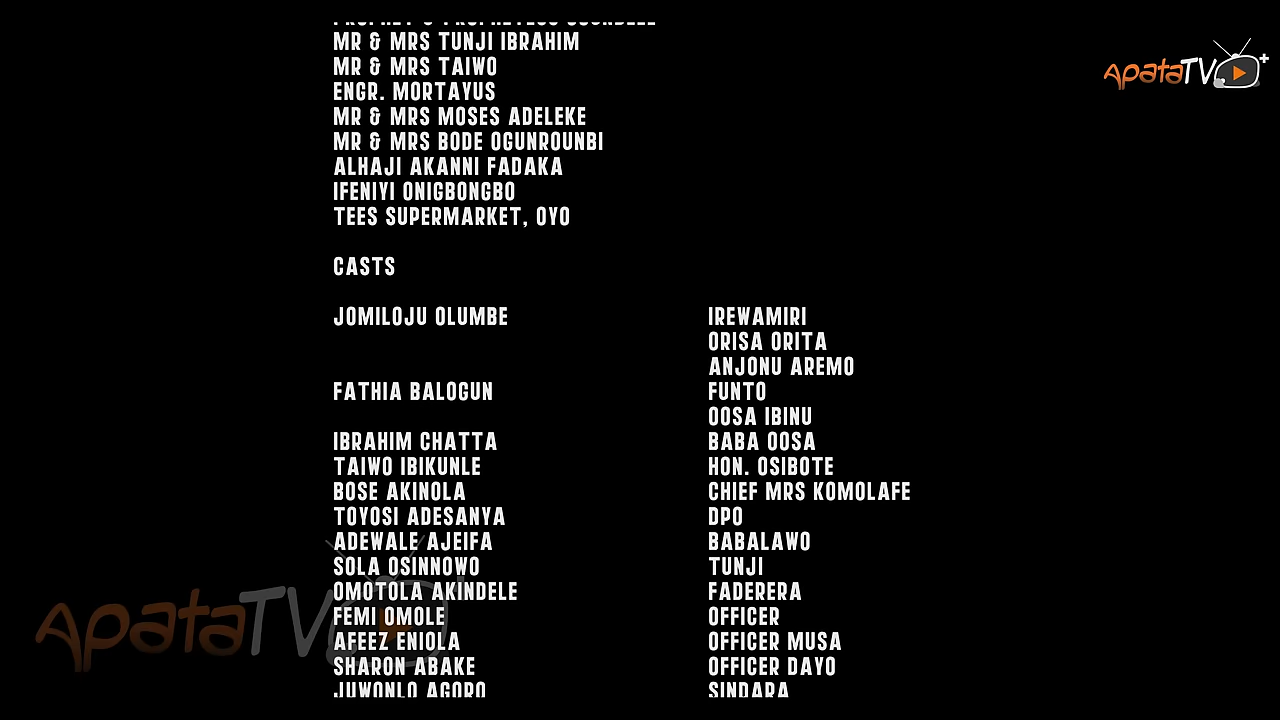 MR & MRS TUNJI IBRAHIM
MR & MRS TAIWO
ENGR. MORTAYUS
MR & MRS MOSES ADELEKE
MR & MRS BODE OGUNROUNBI
ALHAJI AKANNI FADAKA
IFENIYI ONIGBONGBO
TEES SUPERMARKET, OYO
CASTS
JOMILOJU OLUMBE IREWAMIRI
ORISA ORITA
ANJONU AREMO
FATHIA BALOGUN FUNTO
OOSA IBINU
IBRAHIM CHATTA BABA OOSA
TAIWO IBIKUNLE HON. OSIBOTE
BOSE AKINOLA CHIEF MRS KOMOLAFE
TOYOSI ADESANYA DPO
ADEWALE AJEIFA BABALAWO
SOLA OSINNOWO TUNJI
OMOTOLA AKINDELE FADERERA
FEMI OMOLE OFFICER
AFEEZ ENIOLA OFFICER MUSA
SHARON ABAKE OFFICER DAYO
JUWONLO AGORO SINDARA
ApataTV+
ApataTV